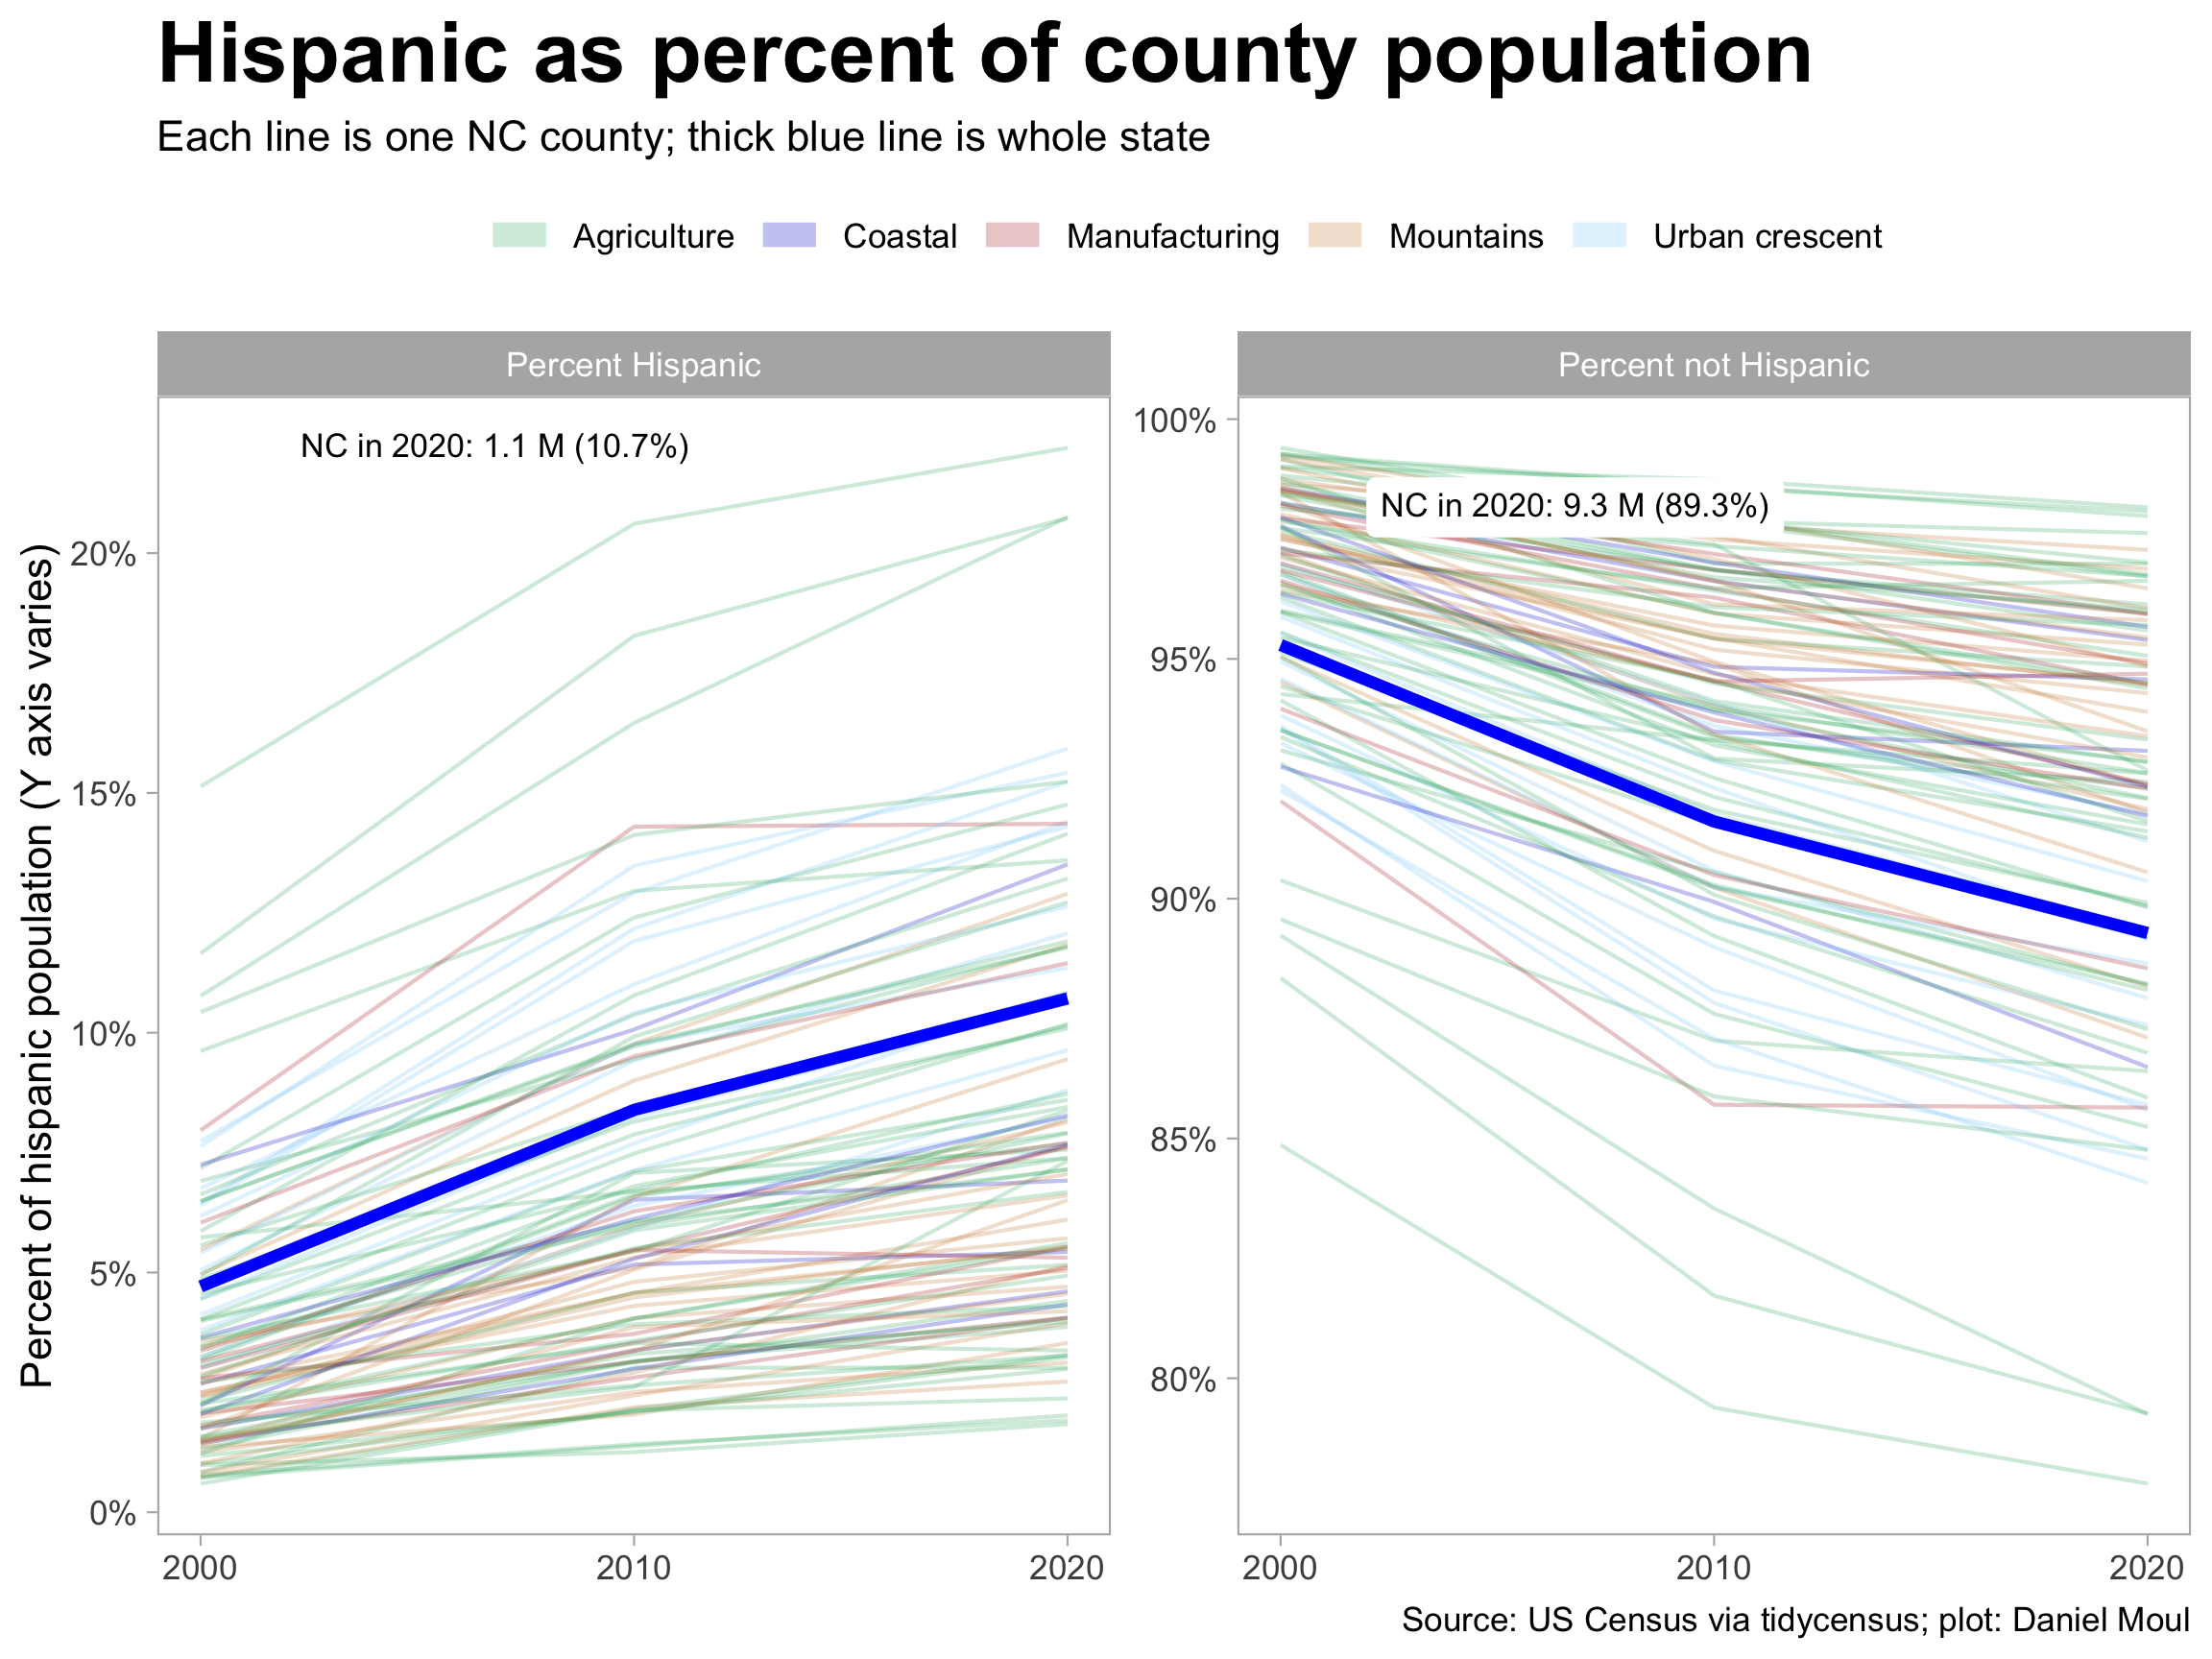 Hispanic as percent of county population
Each line is one NC county; thick blue line is whole state
Agriculture Coastal Manufacturing Mountains Urban crescent
Percent Hispanic
Percent not Hispanic
Percent of hispanic population (Y axis varies)
NC in 2020: 1.1 M (10.7%)
20%
15%
10%
5%
0%
2000 2010 2020
NC in 2020: 9.3 M (89.3%)
100%
95%
90%
85%
80%
2000 2010 2020
Source: US Census via tidycensus; plot: Daniel Moul